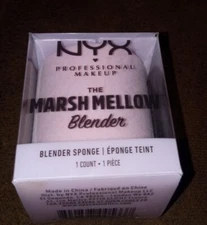 NYX
PROFESSIONAL
MAKEUP
THE
MARSH MELLOW
Blender
BLENDER SPONGE | ÉPONGE TEINT
1 COUNT • 1 PIÈCE
Made in China | Fabriqué en Chine